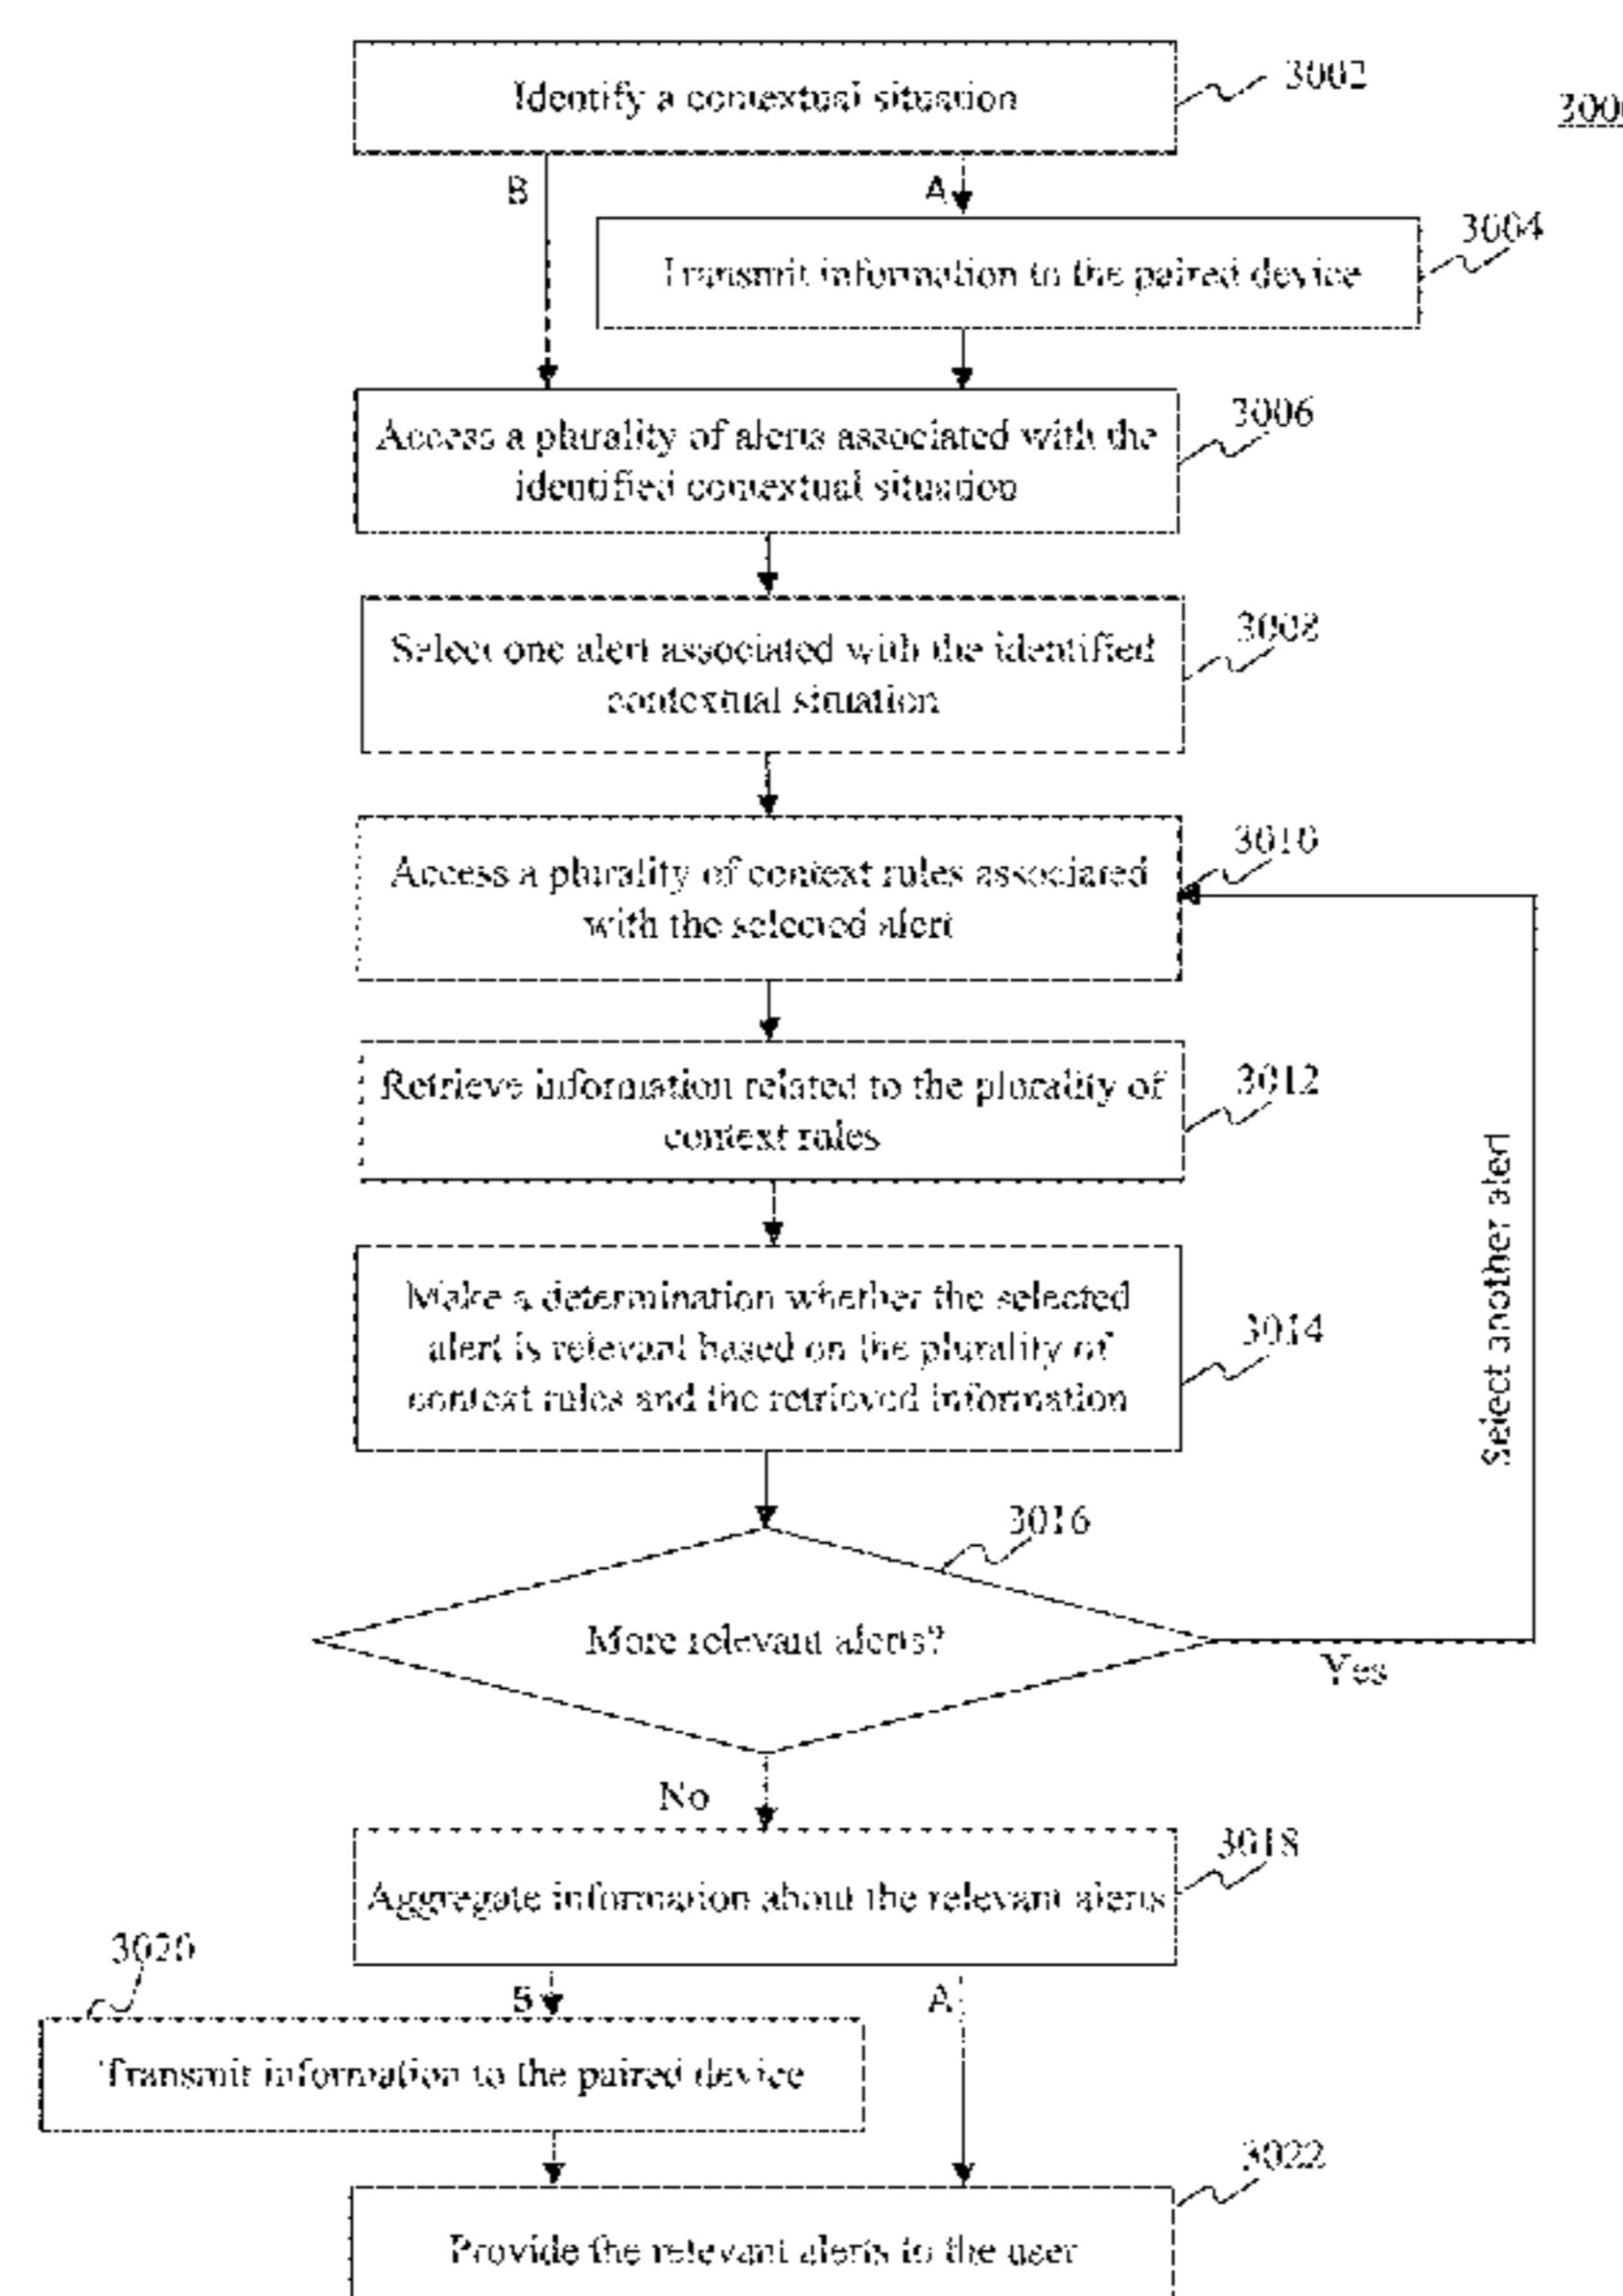 Identify a contextual situation
3002
B
A
Transmit information to the paired device
3004
Access a plurality of alerts associated with the
identified contextual situation
3006
Select one alert associated with the identified
contextual situation
3008
Access a plurality of context rules associated
with the selected alert
3010
Retrieve information related to the plurality of
context rules
3012
Make a determination whether the selected
alert is relevant based on the plurality of
context rules and the retrieved information
3014
Select another alert
3016
More relevant alerts?
Yes
No
Aggregate information about the relevant alerts
3018
3020
B
A
Transmit information to the paired device
Provide the relevant alerts to the user
3022